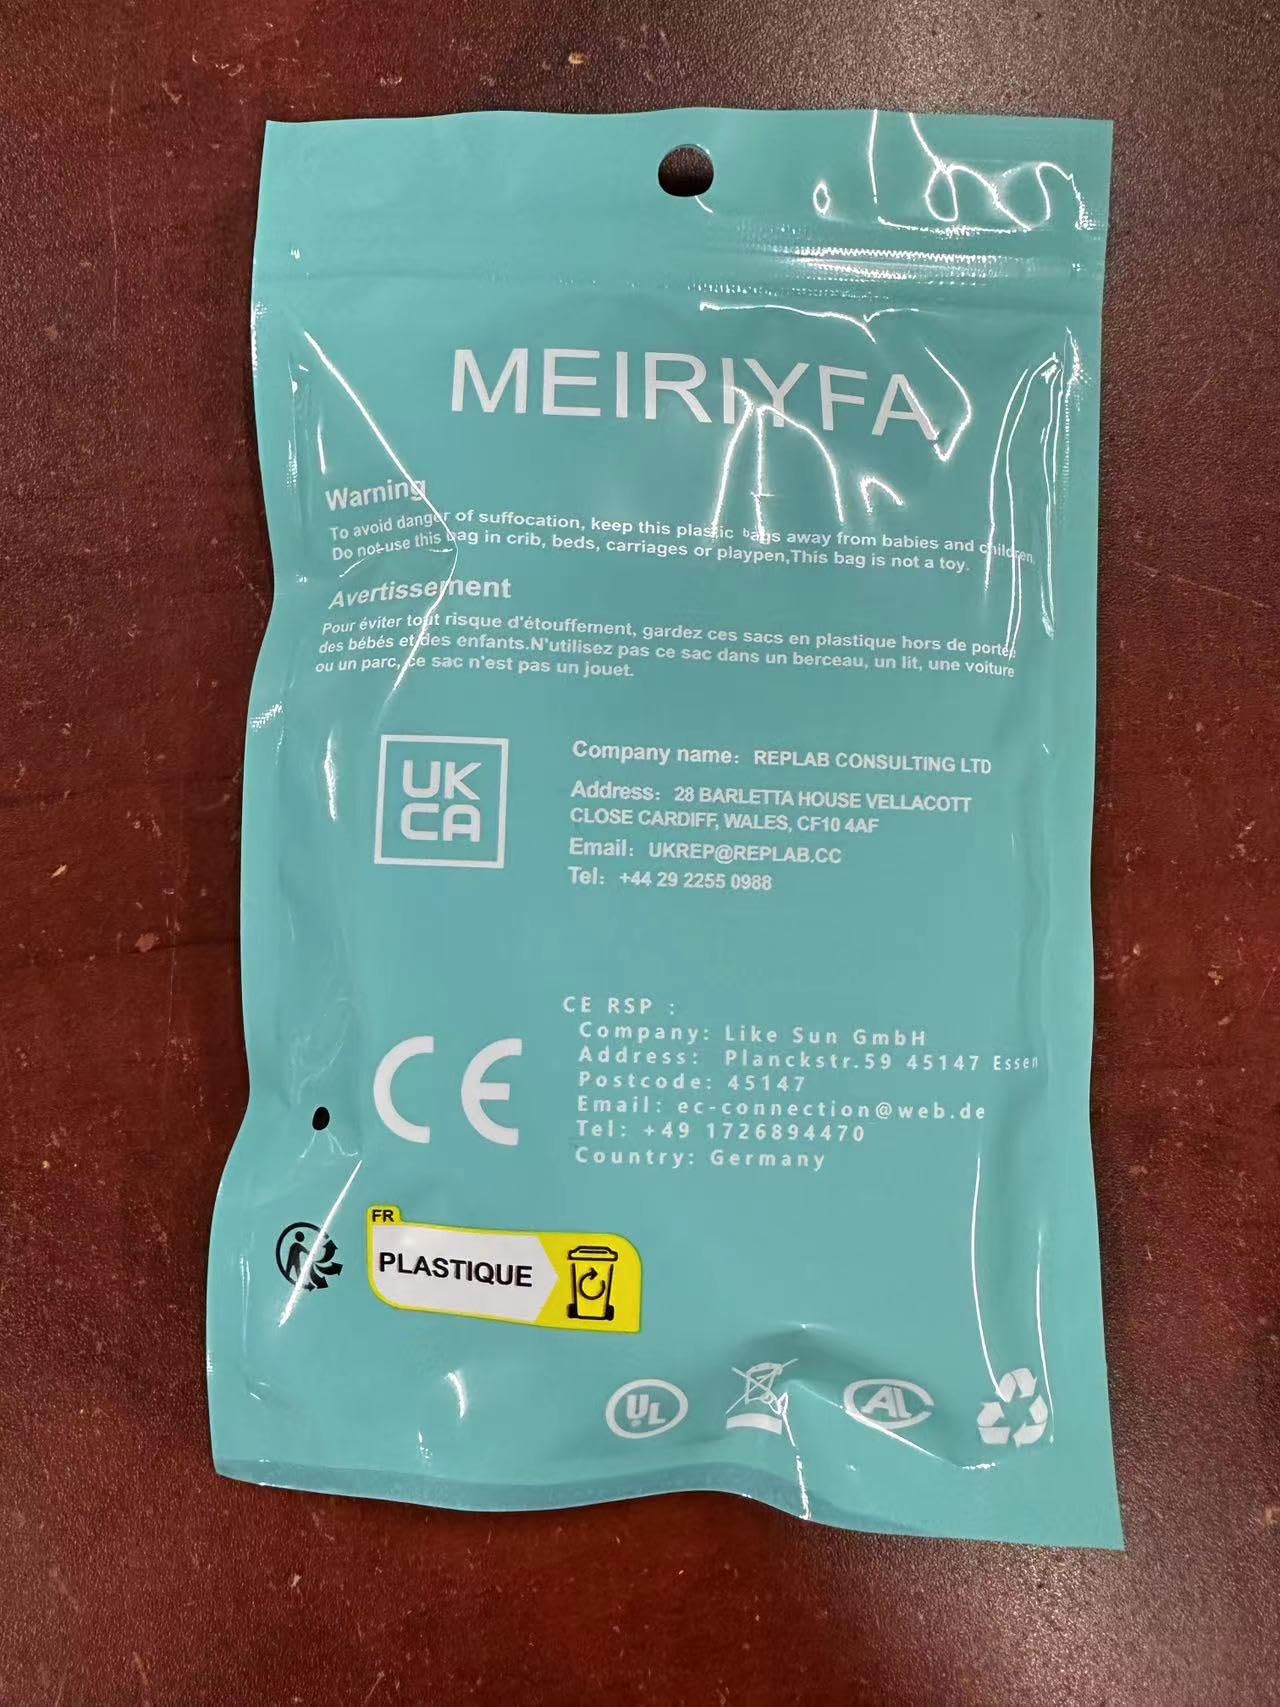 MEIRIYFA
Warning
To avoid danger of suffocation, keep this plastic bags away from babies and children.
Do not use this bag in crib, beds, carriages or playpen,This bag is not a toy.
Avertissement
Pour éviter tout risque d'étouffement, gardez ces sacs en plastique hors de portée
des bébés et des enfants.N'utilisez pas ce sac dans un berceau, un lit, une voiture
ou un parc, ce sac n'est pas un jouet.
UK
CA
Company name: REPLAB CONSULTING LTD
Address: 28 BARLETTA HOUSE VELLACOTT
CLOSE CARDIFF, WALES, CF10 4AF
Email: UKREP@REPLAB.CC
Tel: +44 29 2255 0988
CE
CE RSP :
Company: Like Sun GmbH
Address: Planckstr.59 45147 Essen
Postcode: 45147
Email: ec-connection@web.de
Tel: +49 1726894470
Country: Germany
FR
PLASTIQUE
UL